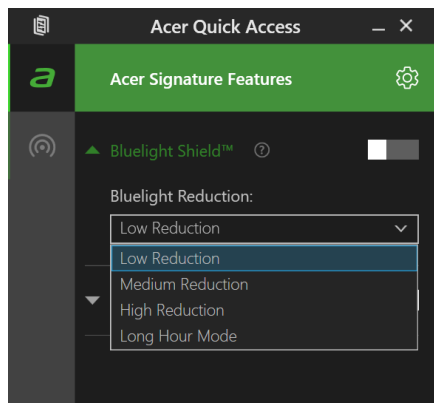 Acer Quick Access
a
Acer Signature Features
Bluelight Shield™
?
Bluelight Reduction:
Low Reduction
Low Reduction
Medium Reduction
High Reduction
Long Hour Mode